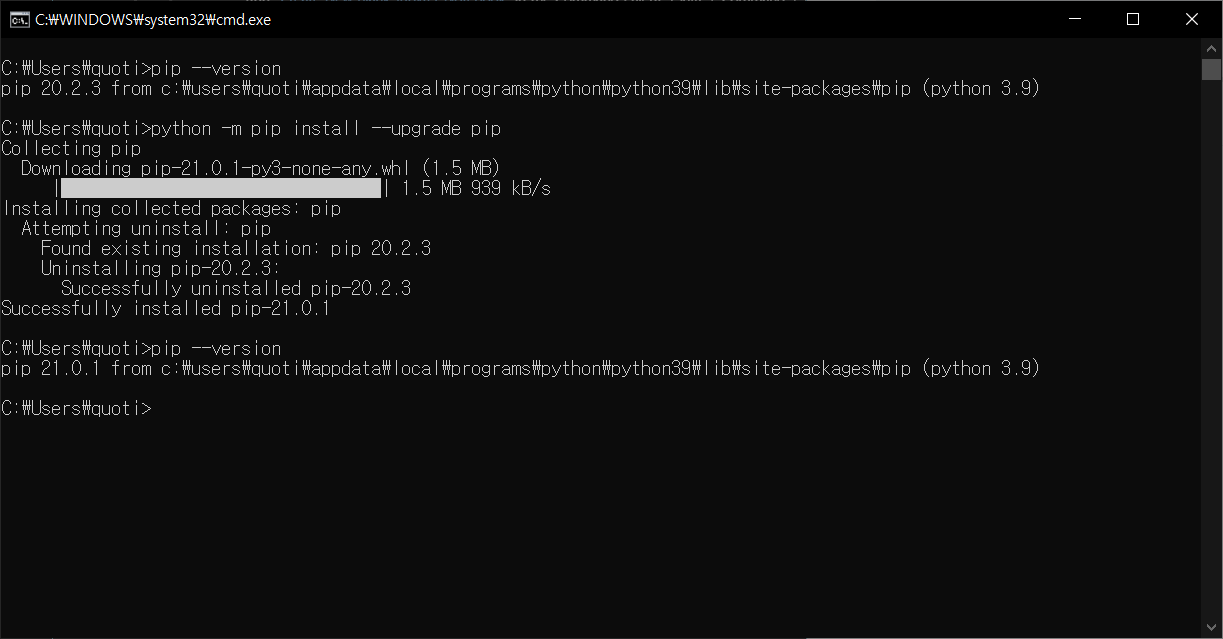 C:\. C:₩WINDOWS₩system32₩cmd.exe
C:₩Users₩quoti>pip --version
pip 20.2.3 from c:₩users₩quoti₩appdata₩local₩programs₩python₩python39₩lib₩site-packages₩pip (python 3.9)
C:₩Users₩quoti>python -m pip install --upgrade pip
Collecting pip
  Downloading pip-21.0.1-py3-none-any.whl (1.5 MB)
     |████████████████████████████████| 1.5 MB 939 kB/s
Installing collected packages: pip
  Attempting uninstall: pip
    Found existing installation: pip 20.2.3
    Uninstalling pip-20.2.3:
      Successfully uninstalled pip-20.2.3
Successfully installed pip-21.0.1
C:₩Users₩quoti>pip --version
pip 21.0.1 from c:₩users₩quoti₩appdata₩local₩programs₩python₩python39₩lib₩site-packages₩pip (python 3.9)
C:₩Users₩quoti>